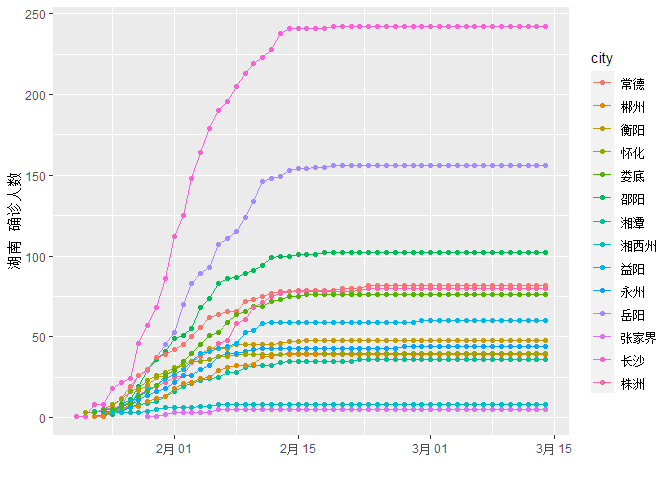 250
200
150
100
50
0
湖南 确诊人数
2月 01
2月 15
3月 01
3月 15
city
常德
郴州
衡阳
怀化
娄底
邵阳
湘潭
湘西州
益阳
永州
岳阳
张家界
长沙
株洲